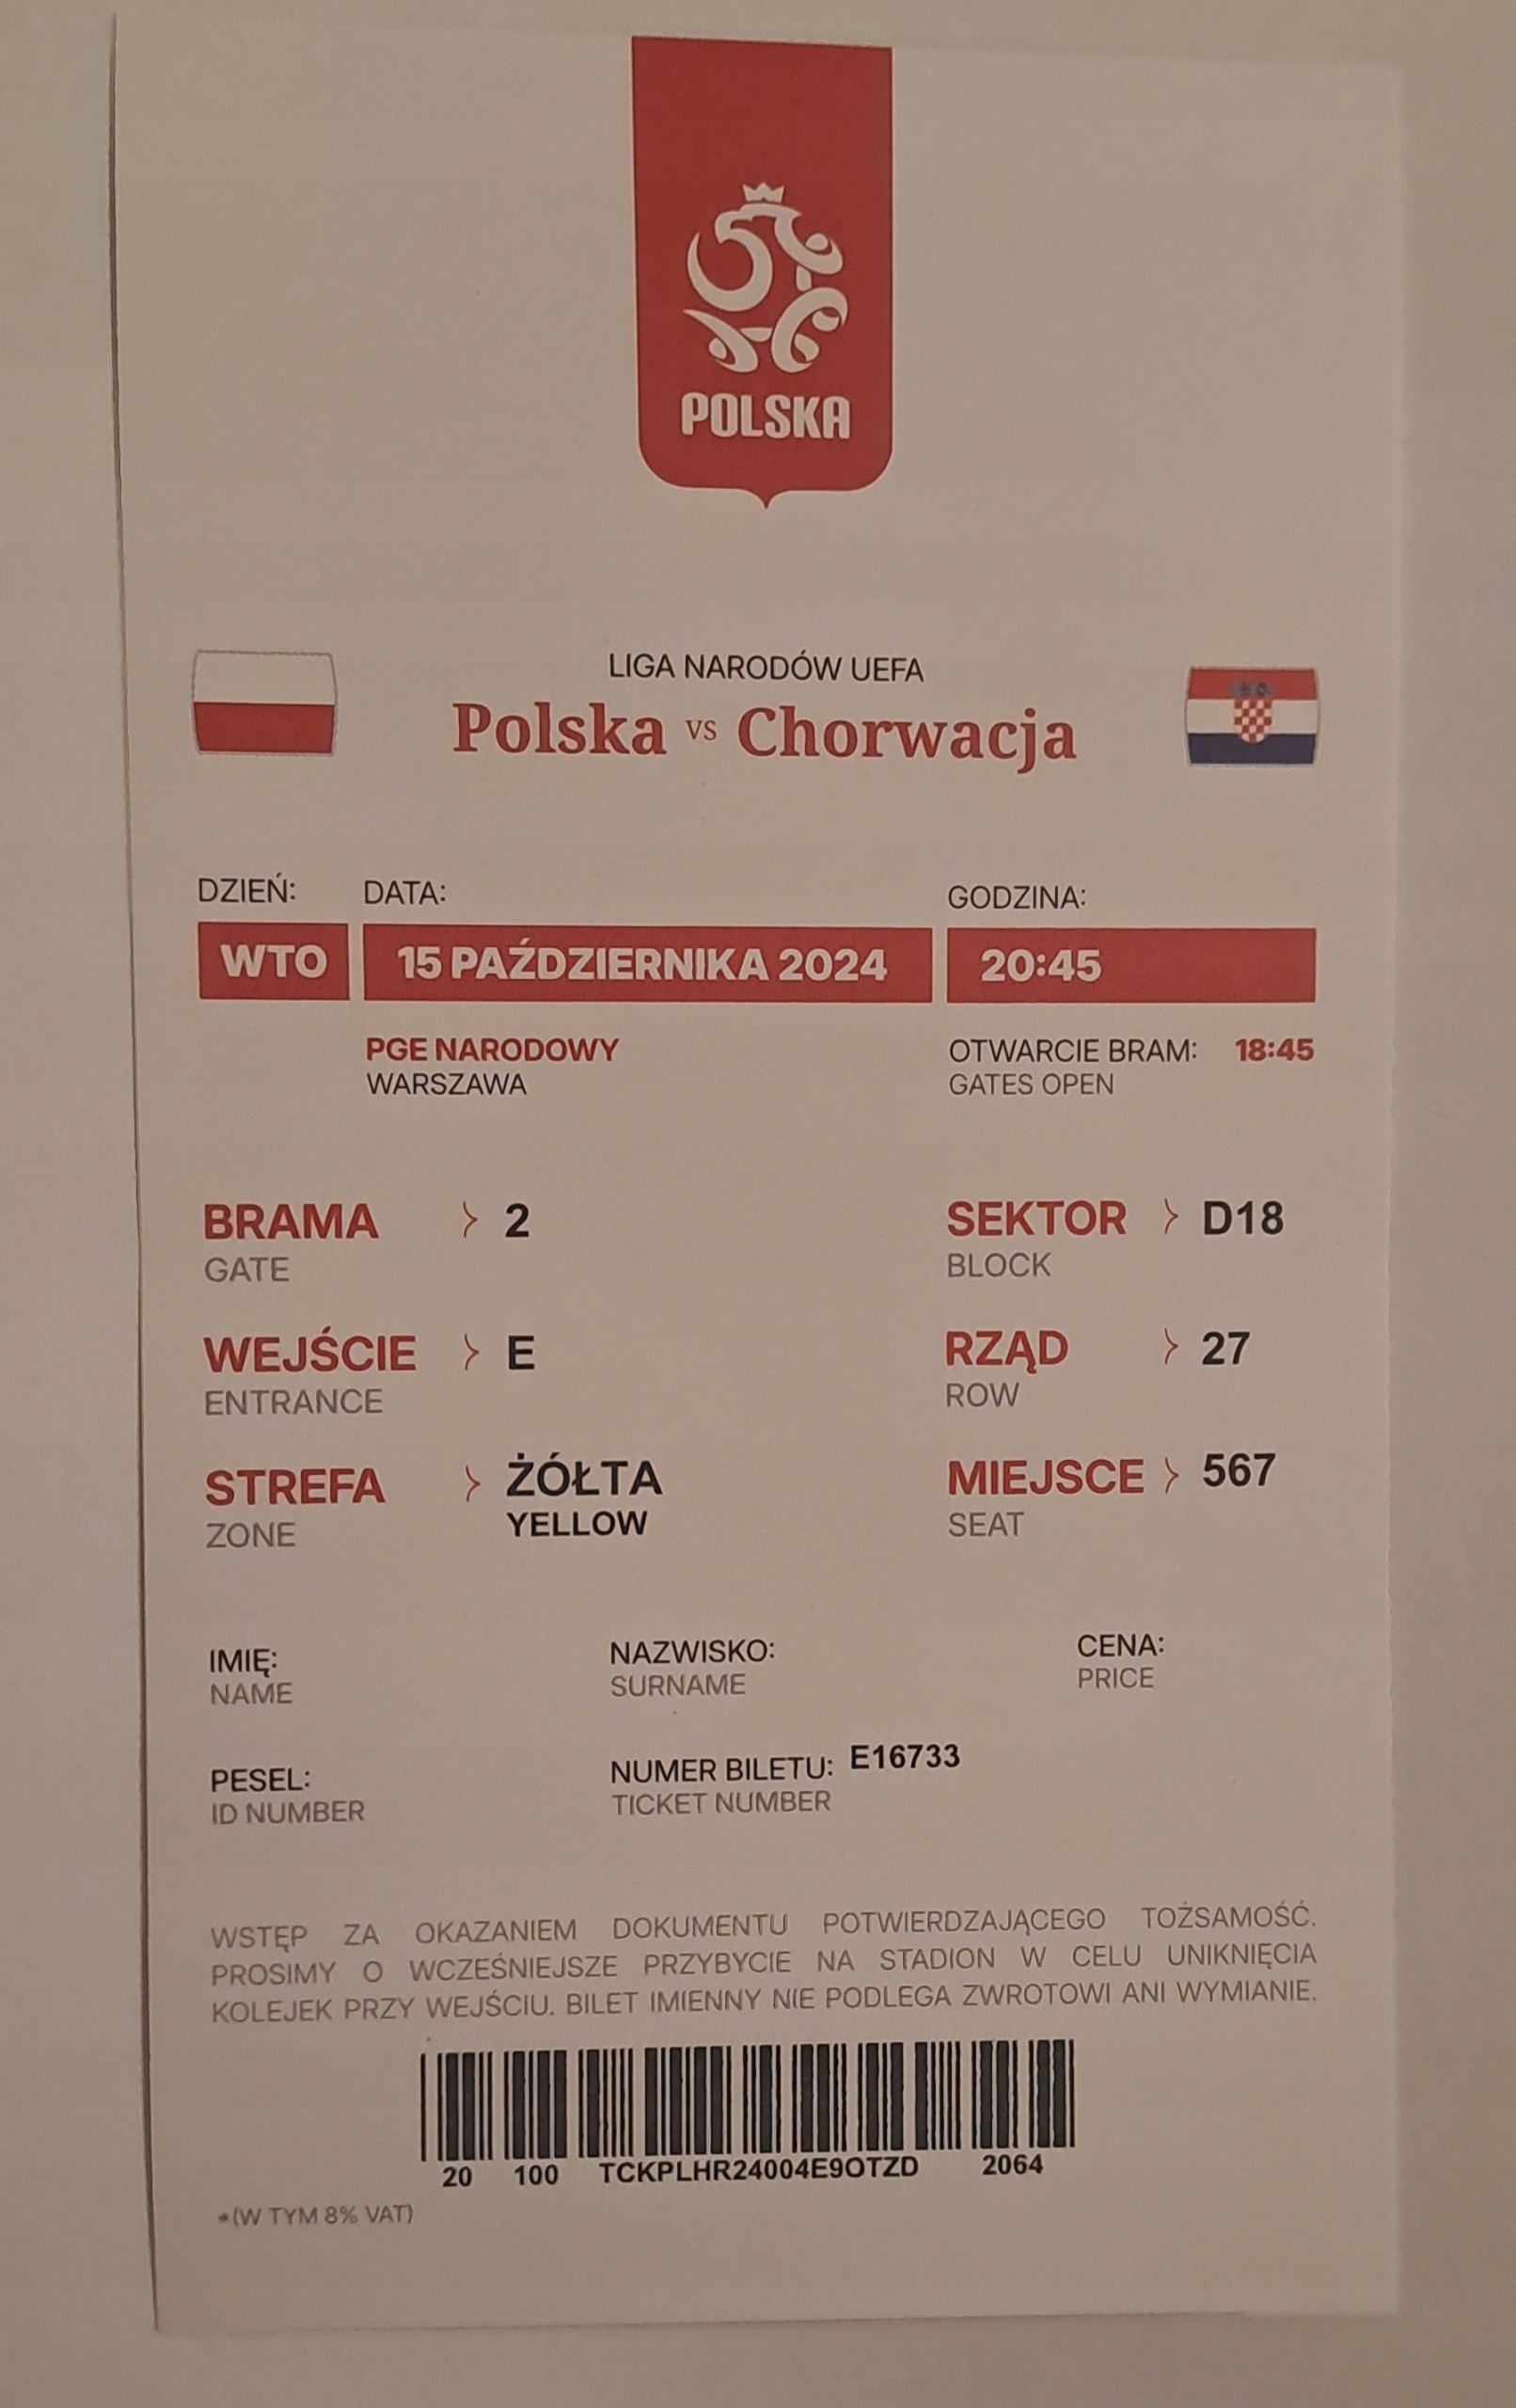 POLSKA
LIGA NARODÓW UEFA
Polska vs Chorwacja
DZIEŃ: DATA: GODZINA:
WTO 15 PAŹDZIERNIKA 2024 20:45
PGE NARODOWY OTWARCIE BRAM: 18:45
WARSZAWA GATES OPEN
BRAMA 2 SEKTOR D18
GATE BLOCK
WEJŚCIE E RZĄD 27
ENTRANCE ROW
STREFA ŻÓŁTA MIEJSCE 567
ZONE YELLOW SEAT
IMIĘ: NAZWISKO: CENA:
NAME SURNAME PRICE
PESEL: NUMER BILETU: E16733
ID NUMBER TICKET NUMBER
WSTĘP ZA OKAZANIEM DOKUMENTU POTWIERDZAJĄCEGO TOŻSAMOŚĆ.
PROSIMY O WCZEŚNIEJSZE PRZYBYCIE NA STADION W CELU UNIKNIĘCIA
KOLEJEK PRZY WEJŚCIU. BILET IMIENNY NIE PODLEGA ZWROTOWI ANI WYMIANIE.
20 100 TCKPLHR24004E9OTZD 2064
*(W TYM 8% VAT)